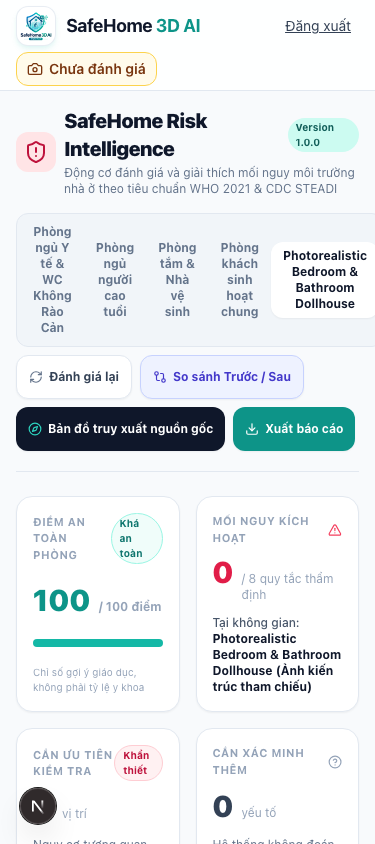 SafeHome 3D AI
Đăng xuất
Chưa đánh giá
SafeHome Risk
Intelligence
Version
1.0.0
Động cơ đánh giá và giải thích mối nguy môi trường
nhà ở theo tiêu chuẩn WHO 2021 & CDC STEADI
Phòng
ngủ Y
tế &
WC
Không
Rào
Cản
Phòng
ngủ
người
cao
tuổi
Phòng
tắm &
Nhà
vệ
sinh
Phòng
khách
sinh
hoạt
chung
Photorealistic
Bedroom &
Bathroom
Dollhouse
Đánh giá lại
So sánh Trước / Sau
Bản đồ truy xuất nguồn gốc
Xuất báo cáo
ĐIỂM AN
TOÀN
PHÒNG
Khá
an
toàn
100 / 100 điểm
Chỉ số gợi ý giáo dục,
không phải tỷ lệ y khoa
MỐI NGUY KÍCH
HOẠT
0 / 8 quy tắc thẩm
định
Tại không gian:
Photorealistic
Bedroom & Bathroom
Dollhouse (Ảnh kiến
trúc tham chiếu)
CẦN ƯU TIÊN
KIỂM TRA
Khẩn
thiết
vị trí
CẦN XÁC MINH
THÊM
0 yếu tố